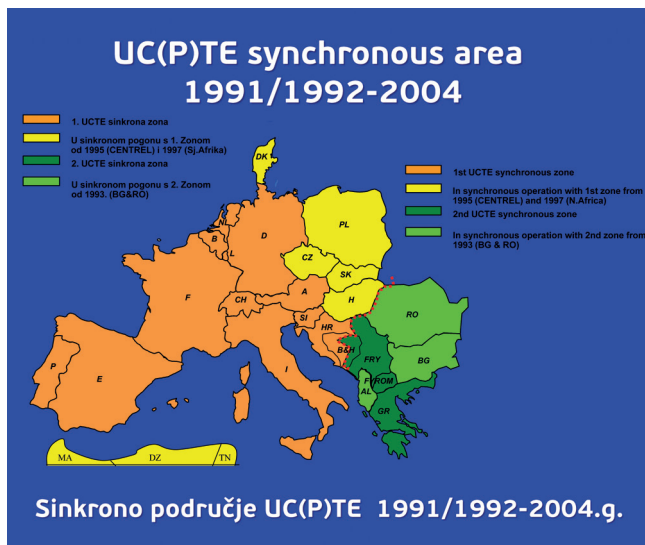 UC(P)TE synchronous area
1991/1992-2004
1. UCTE sinkrona zona
U sinkronom pogonu s 1. Zonom
od 1995 (CENTREL) i 1997 (Sj.Afrika)
2. UCTE sinkrona zona
U sinkronom pogonu s 2. Zonom
od 1993. (BG&RO)
1st UCTE synchronous zone
In synchronous operation with 1st zone from
1995 (CENTREL) and 1997 (N.Africa)
2nd UCTE synchronous zone
In synchronous operation with 2nd zone from
1993 (BG & RO)
DK
N
B
L
D
PL
CZ
SK
A
H
F
CH
SI
HR
B&H
RO
FRY
BG
FYROM
AL
GR
I
P
E
MA
DZ
TN
Sinkrono područje UC(P)TE 1991/1992-2004.g.